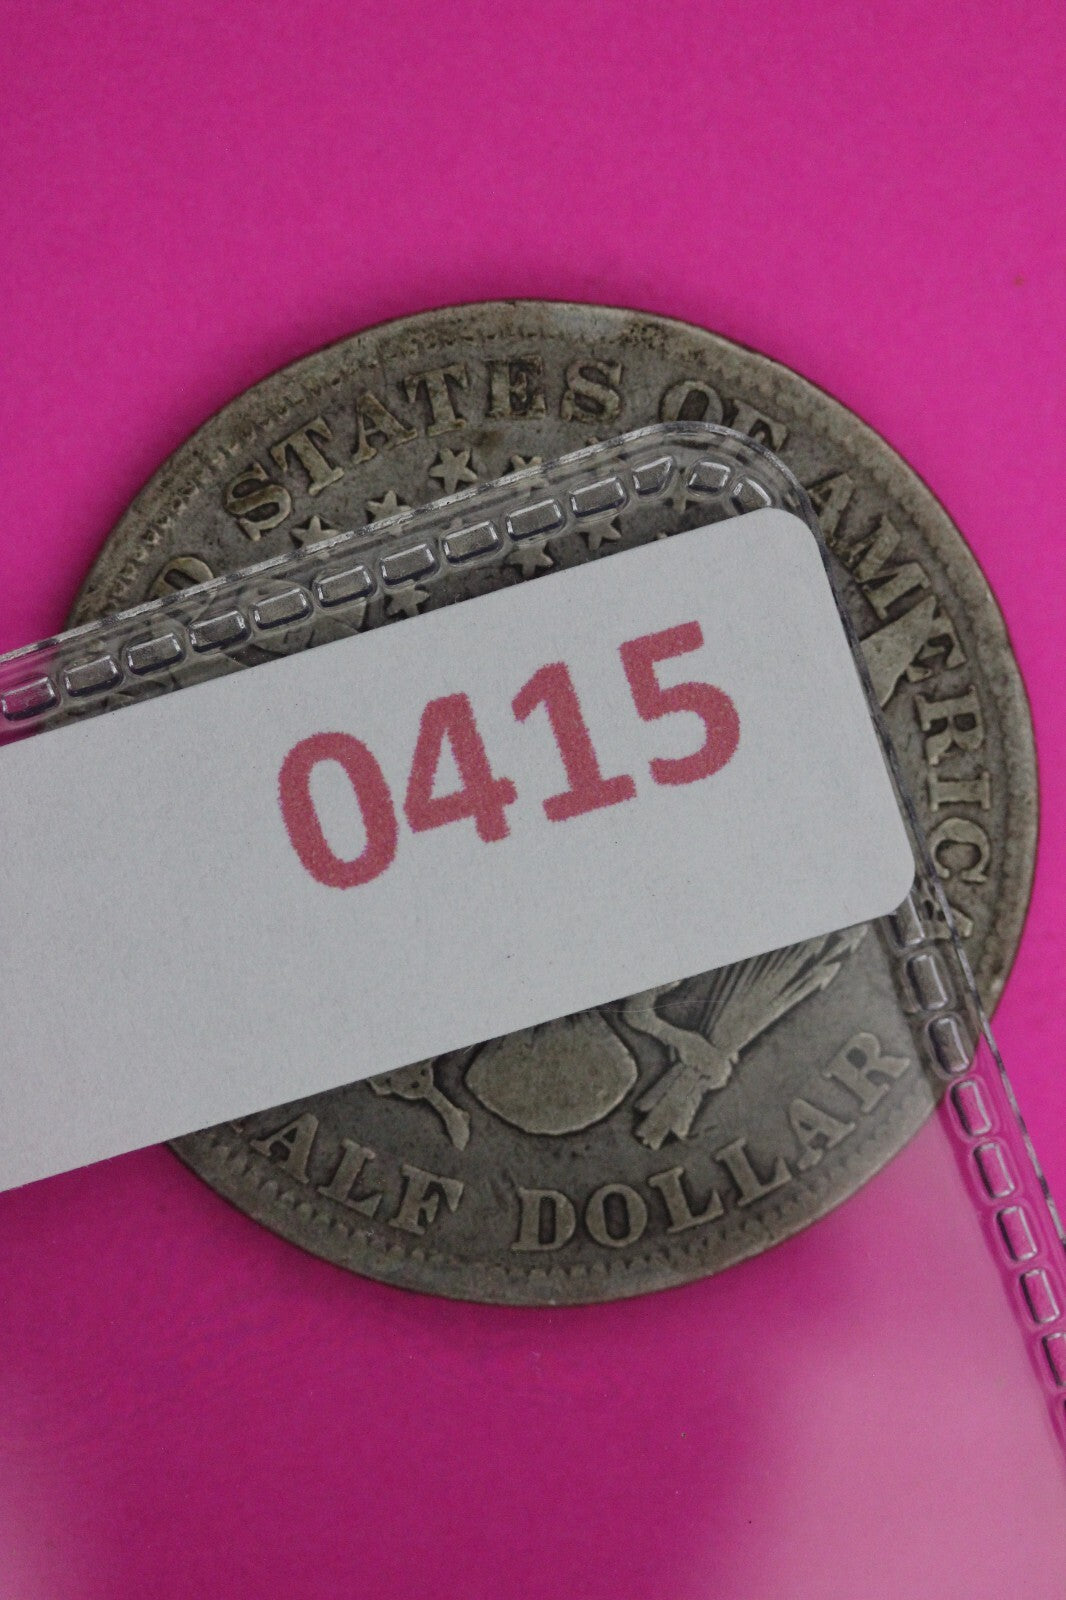 D STATES OF AMERICA
0415
ALF DOLLAR